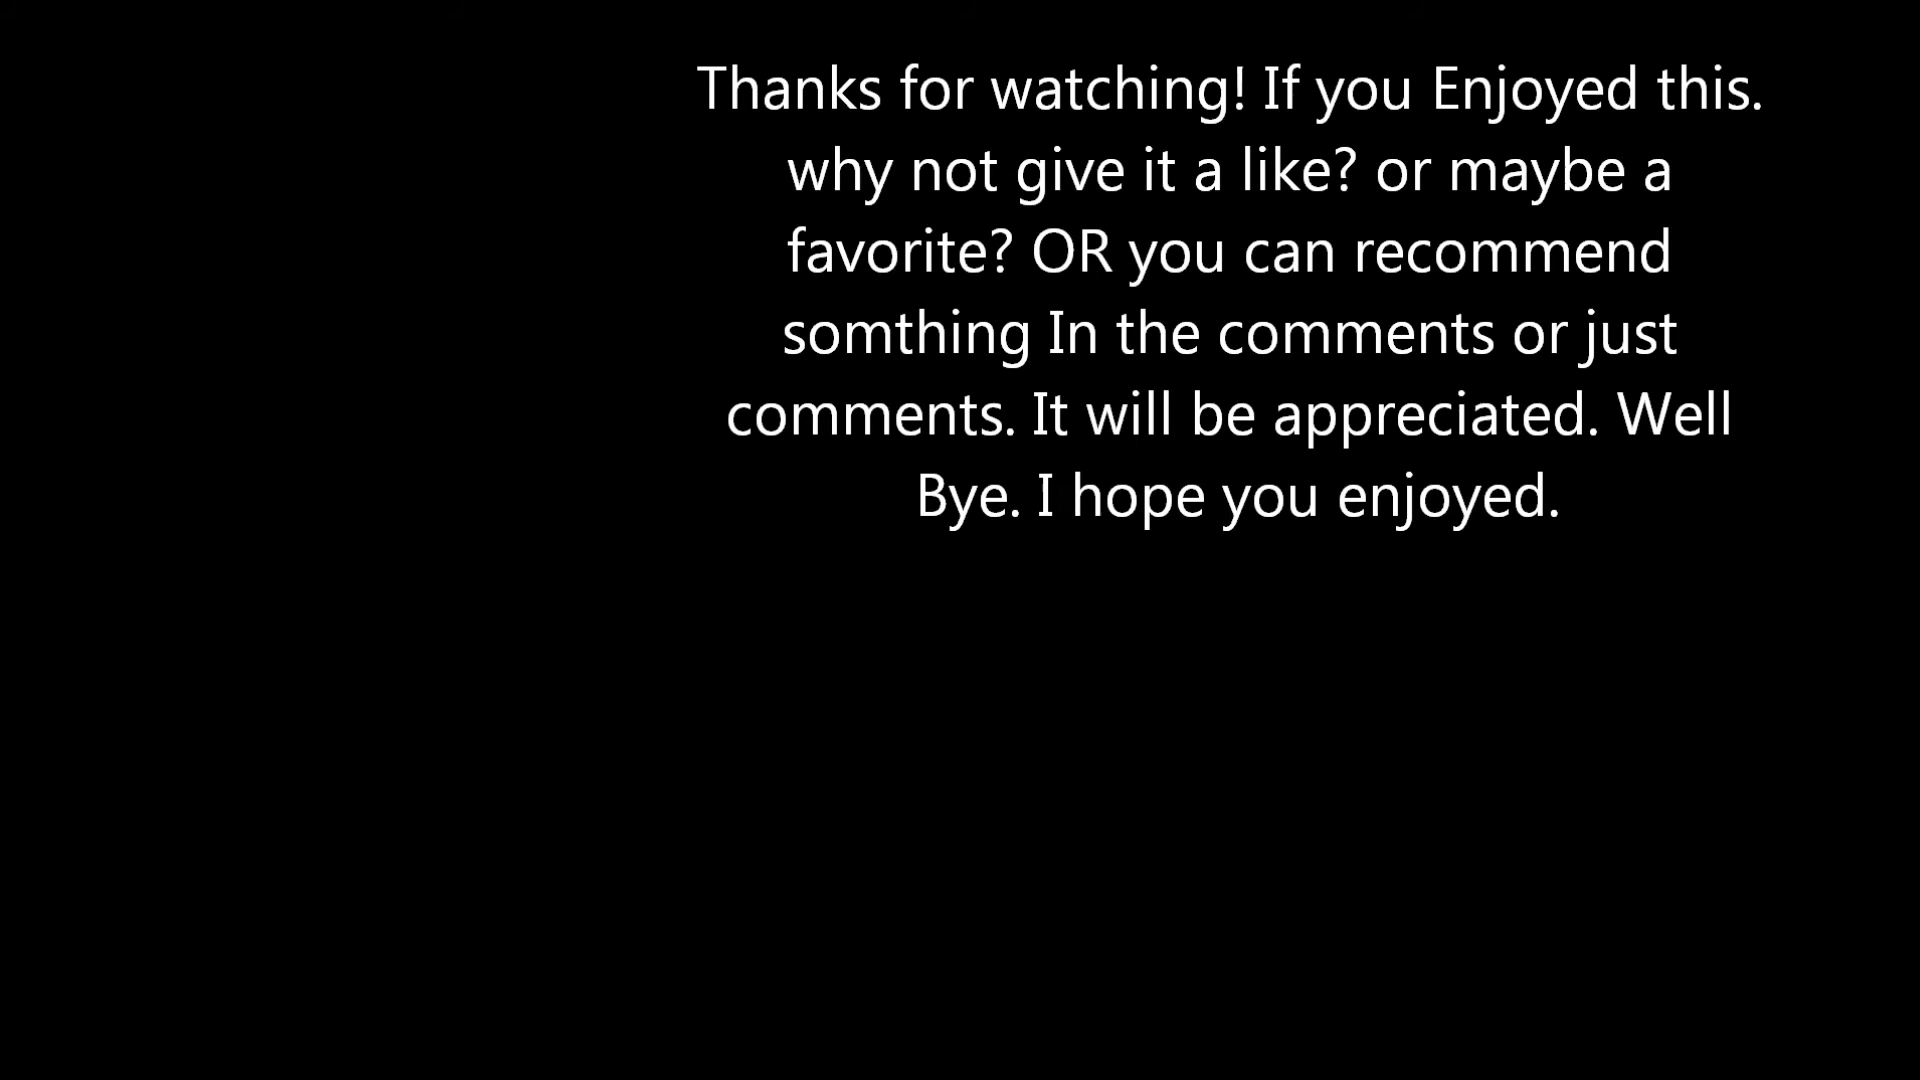 Thanks for watching! If you Enjoyed this.
why not give it a like? or maybe a
favorite? OR you can recommend
somthing In the comments or just
comments. It will be appreciated. Well
Bye. I hope you enjoyed.